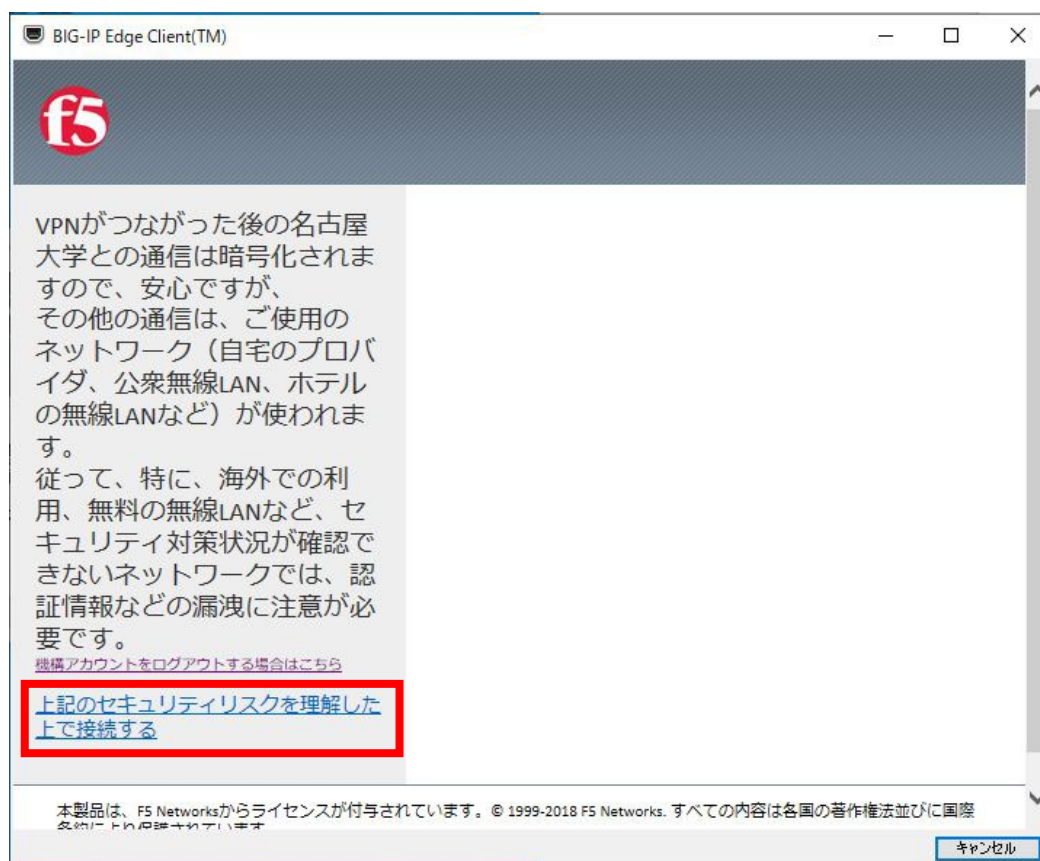 BIG-IP Edge Client(TM)
f5
VPNがつながった後の名古屋
大学との通信は暗号化されま
すので、安心ですが、
その他の通信は、ご使用の
ネットワーク（自宅のプロバ
イダ、公衆無線LAN、ホテル
の無線LANなど）が使われま
す。
従って、特に、海外での利
用、無料の無線LANなど、セ
キュリティ対策状況が確認で
きないネットワークでは、認
証情報などの漏洩に注意が必
要です。
機構アカウントをログアウトする場合はこちら
上記のセキュリティリスクを理解した
上で接続する
本製品は、F5 Networksからライセンスが付与されています。© 1999-2018 F5 Networks. すべての内容は各国の著作権法並びに国際
条約により保護されています
キャンセル